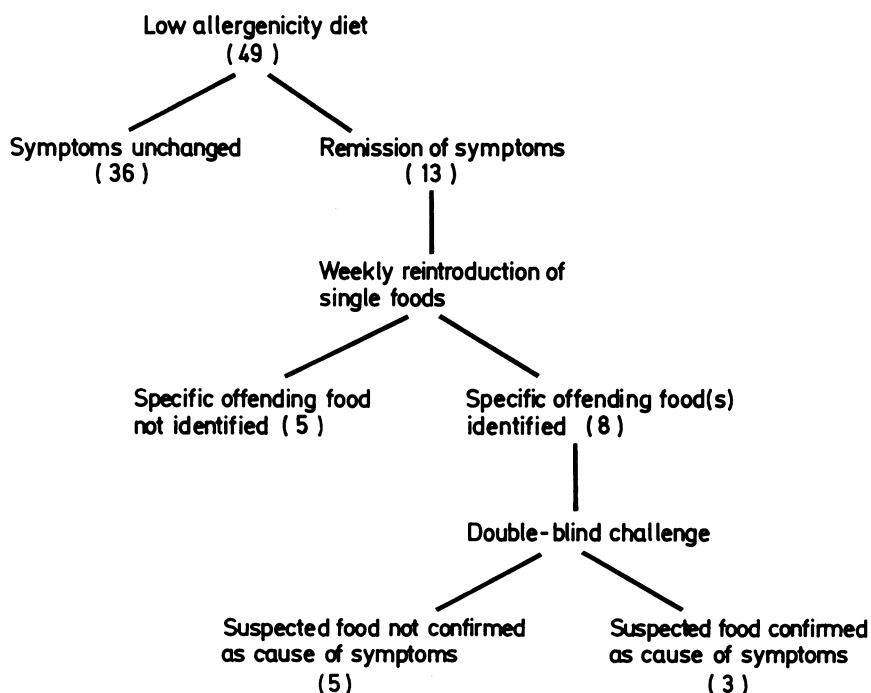 Low allergenicity diet
(49)
Symptoms unchanged
(36)
Remission of symptoms
(13)
Weekly reintroduction of
single foods
Specific offending food
not identified (5)
Specific offending food(s)
identified (8)
Double-blind challenge
Suspected food not confirmed
as cause of symptoms
(5)
Suspected food confirmed
as cause of symptoms
(3)